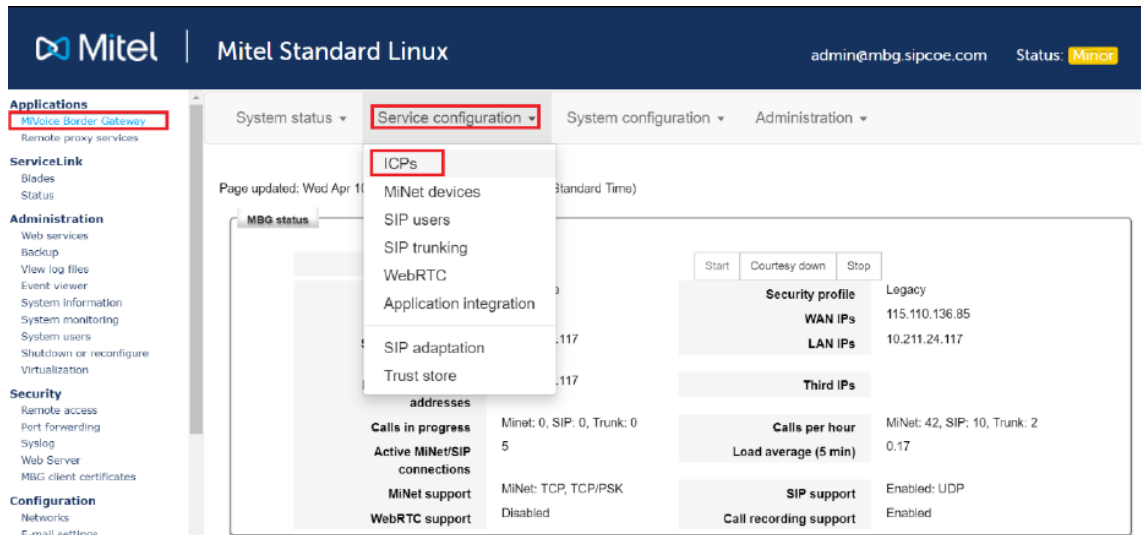 Mitel
Mitel Standard Linux
admin@mbg.sipcoe.com
Status: Minor
Applications
MiVoice Border Gateway
Remote proxy services
ServiceLink
Blades
Status
Administration
Web services
Backup
View log files
Event viewer
System information
System monitoring
System users
Shutdown or reconfigure
Virtualization
Security
Remote access
Port forwarding
Syslog
Web Server
MBG client certificates
Configuration
Networks
E-mail settings
System status
Service configuration
System configuration
Administration
ICPs
MiNet devices
SIP users
SIP trunking
WebRTC
Application integration
SIP adaptation
Trust store
Page updated: Wed Apr 10
Standard Time)
MBG status
Start Courtesy down Stop
Security profile Legacy
WAN IPs 115.110.136.85
.117
LAN IPs 10.211.24.117
.117
Third IPs
addresses
Calls in progress Minet: 0, SIP: 0, Trunk: 0
Calls per hour MiNet: 42, SIP: 10, Trunk: 2
Active MiNet/SIP connections 5
Load average (5 min) 0.17
MiNet support MiNet: TCP, TCP/PSK
SIP support Enabled: UDP
WebRTC support Disabled
Call recording support Enabled